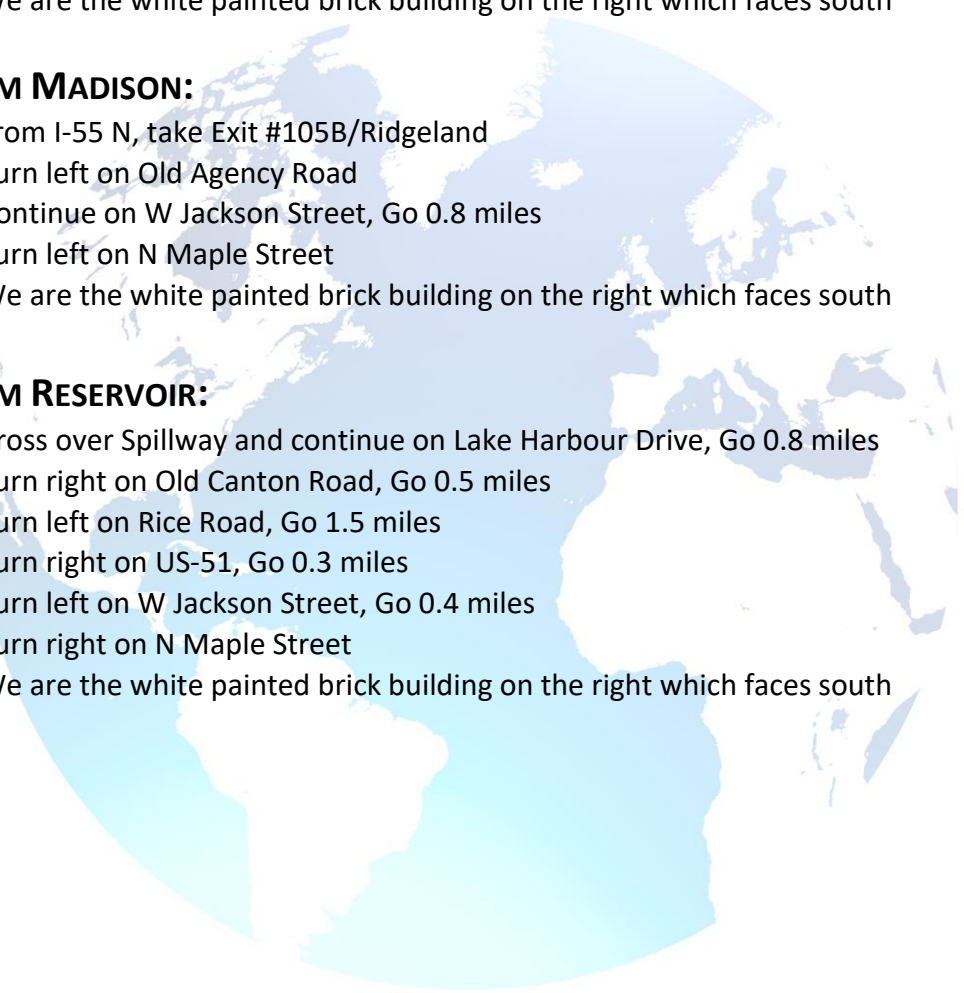 e are the white painted brick building on the right which faces south
M MADISON:
rom I-55 N, take Exit #105B/Ridgeland
urn left on Old Agency Road
ontinue on W Jackson Street, Go 0.8 miles
urn left on N Maple Street
e are the white painted brick building on the right which faces south
M RESERVOIR:
ross over Spillway and continue on Lake Harbour Drive, Go 0.8 miles
urn right on Old Canton Road, Go 0.5 miles
urn left on Rice Road, Go 1.5 miles
urn right on US-51, Go 0.3 miles
urn left on W Jackson Street, Go 0.4 miles
urn right on N Maple Street
e are the white painted brick building on the right which faces south